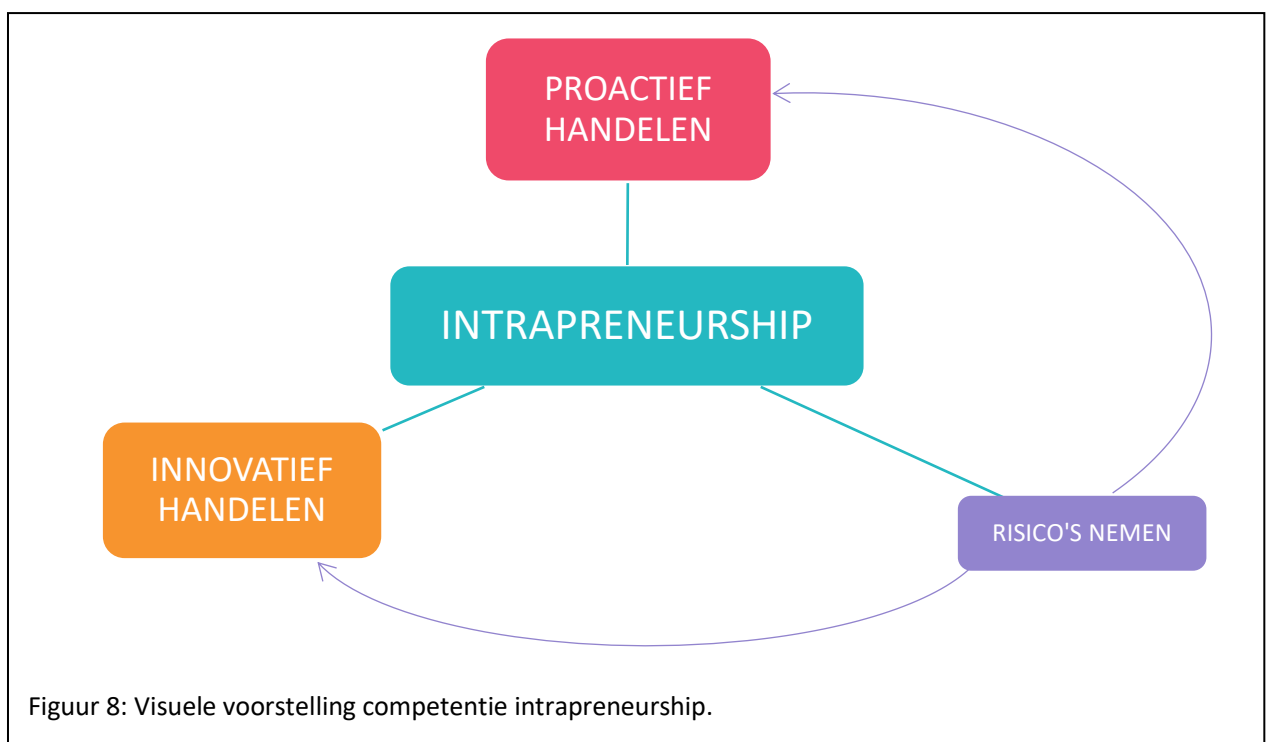 PROACTIEF
HANDELEN
INTRAPRENEURSHIP
INNOVATIEF
HANDELEN
RISICO'S NEMEN
Figuur 8: Visuele voorstelling competentie intrapreneurship.